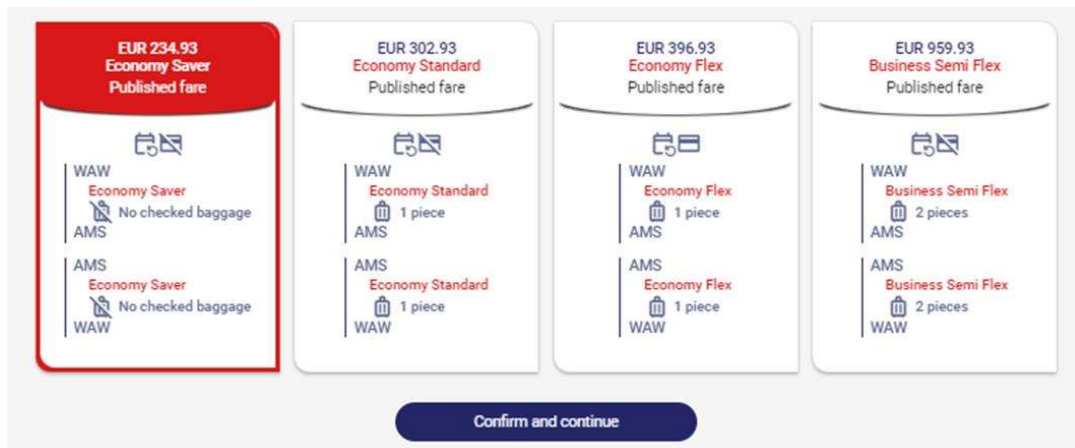 EUR 234.93
Economy Saver
Published fare
WAW
Economy Saver
No checked baggage
AMS
AMS
Economy Saver
No checked baggage
WAW
EUR 302.93
Economy Standard
Published fare
WAW
Economy Standard
1 piece
AMS
AMS
Economy Standard
1 piece
WAW
EUR 396.93
Economy Flex
Published fare
WAW
Economy Flex
1 piece
AMS
AMS
Economy Flex
1 piece
WAW
EUR 959.93
Business Semi Flex
Published fare
WAW
Business Semi Flex
2 pieces
AMS
AMS
Business Semi Flex
2 pieces
WAW
Confirm and continue